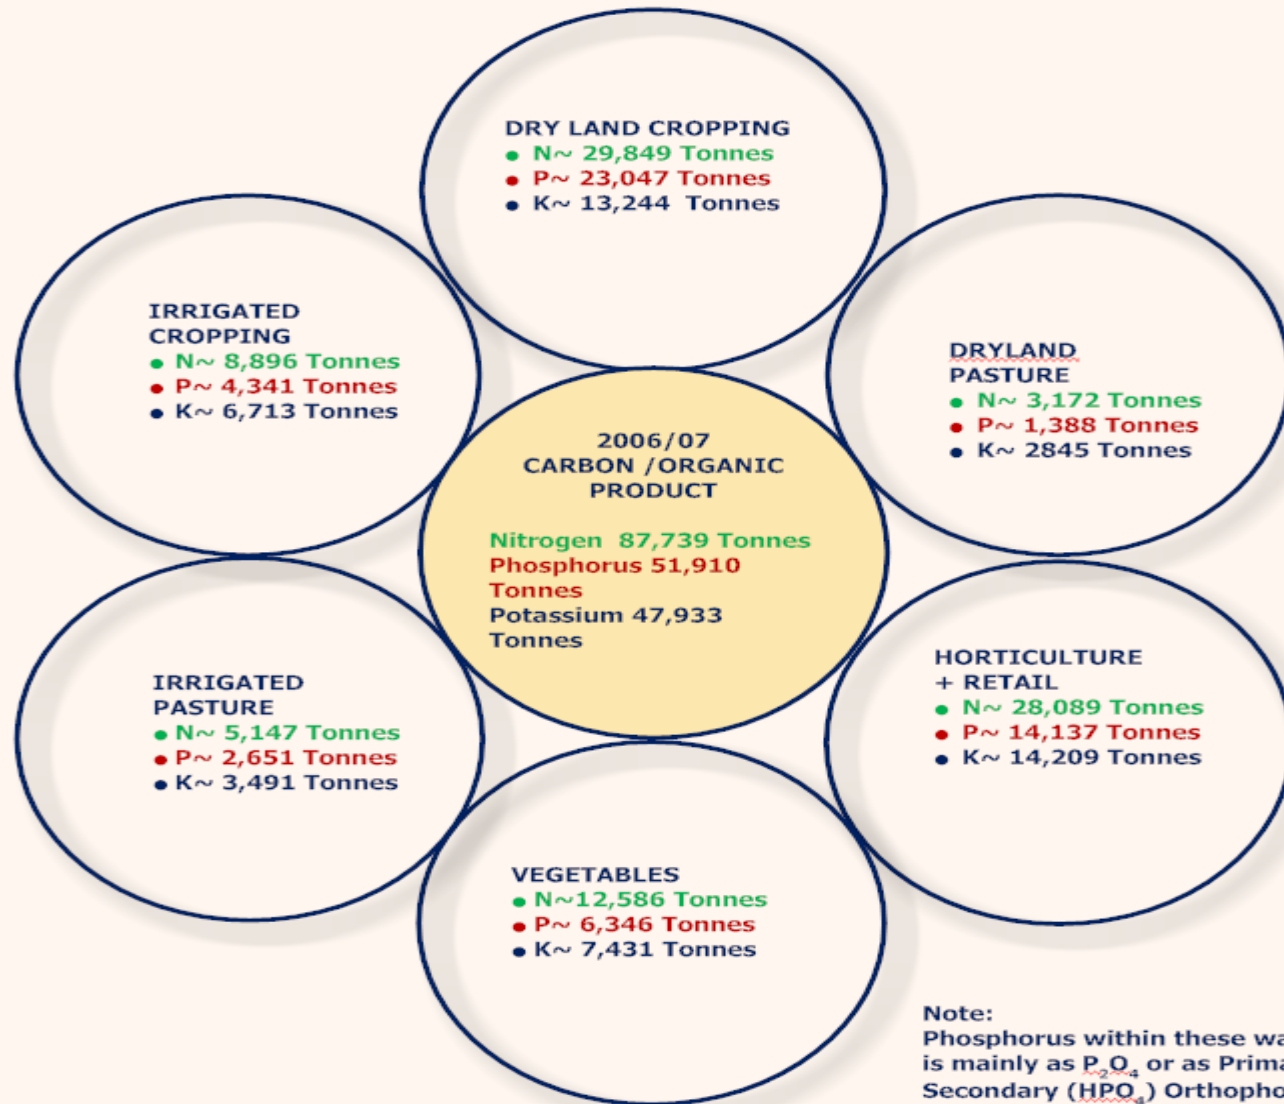 DRY LAND CROPPING
● N~ 29,849 Tonnes
● P~ 23,047 Tonnes
● K~ 13,244 Tonnes
IRRIGATED
CROPPING
● N~ 8,896 Tonnes
● P~ 4,341 Tonnes
● K~ 6,713 Tonnes
DRYLAND
PASTURE
● N~ 3,172 Tonnes
● P~ 1,388 Tonnes
● K~ 2845 Tonnes
2006/07
CARBON /ORGANIC
PRODUCT
Nitrogen 87,739 Tonnes
Phosphorus 51,910
Tonnes
Potassium 47,933
Tonnes
IRRIGATED
PASTURE
● N~ 5,147 Tonnes
● P~ 2,651 Tonnes
● K~ 3,491 Tonnes
HORTICULTURE
+ RETAIL
● N~ 28,089 Tonnes
● P~ 14,137 Tonnes
● K~ 14,209 Tonnes
VEGETABLES
● N~12,586 Tonnes
● P~ 6,346 Tonnes
● K~ 7,431 Tonnes
Note:
Phosphorus within these
is mainly as P₂O₄ or as
Secondary (HPO₄)